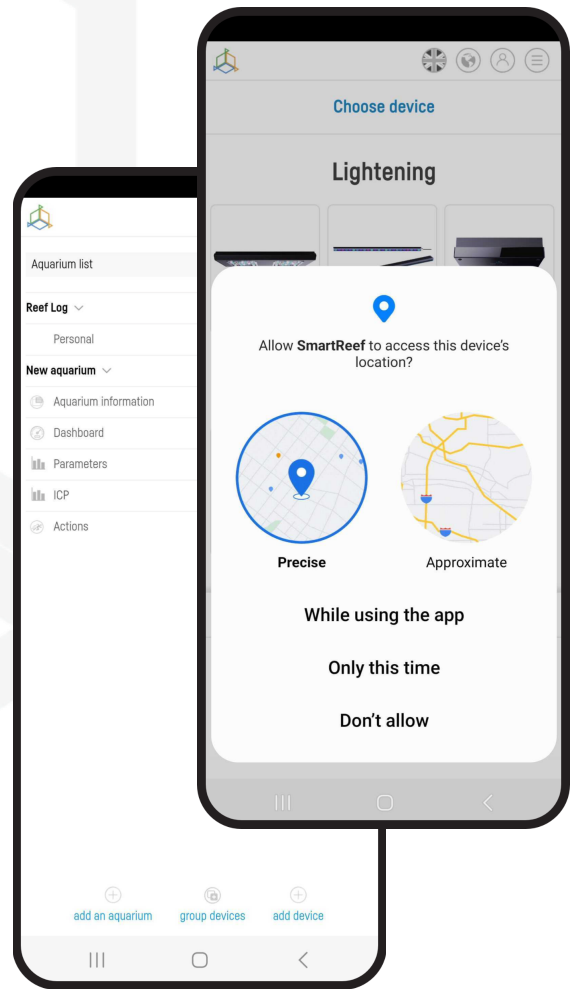 Aquarium list
Reef Log
Personal
New aquarium
Aquarium information
Dashboard
Parameters
ICP
Actions
add an aquarium
group devices
add device
Choose device
Lightening
Allow SmartReef to access this device's
location?
Precise
Approximate
While using the app
Only this time
Don't allow